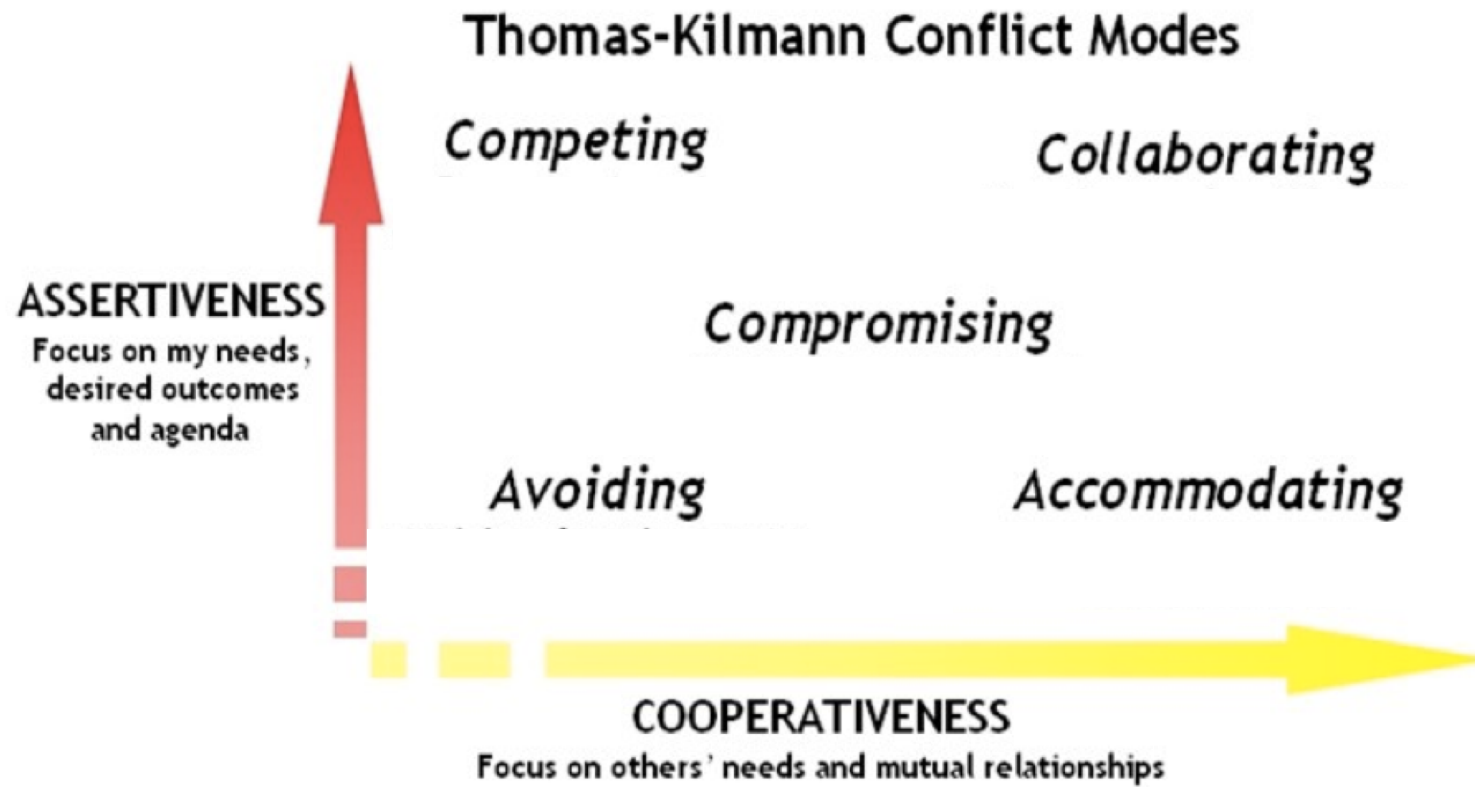 Thomas-Kilmann Conflict Modes
Competing
Collaborating
ASSERTIVENESS
Focus on my needs,
desired outcomes
and agenda
Compromising
Avoiding
Accommodating
COOPERATIVENESS
Focus on others' needs and mutual relationships